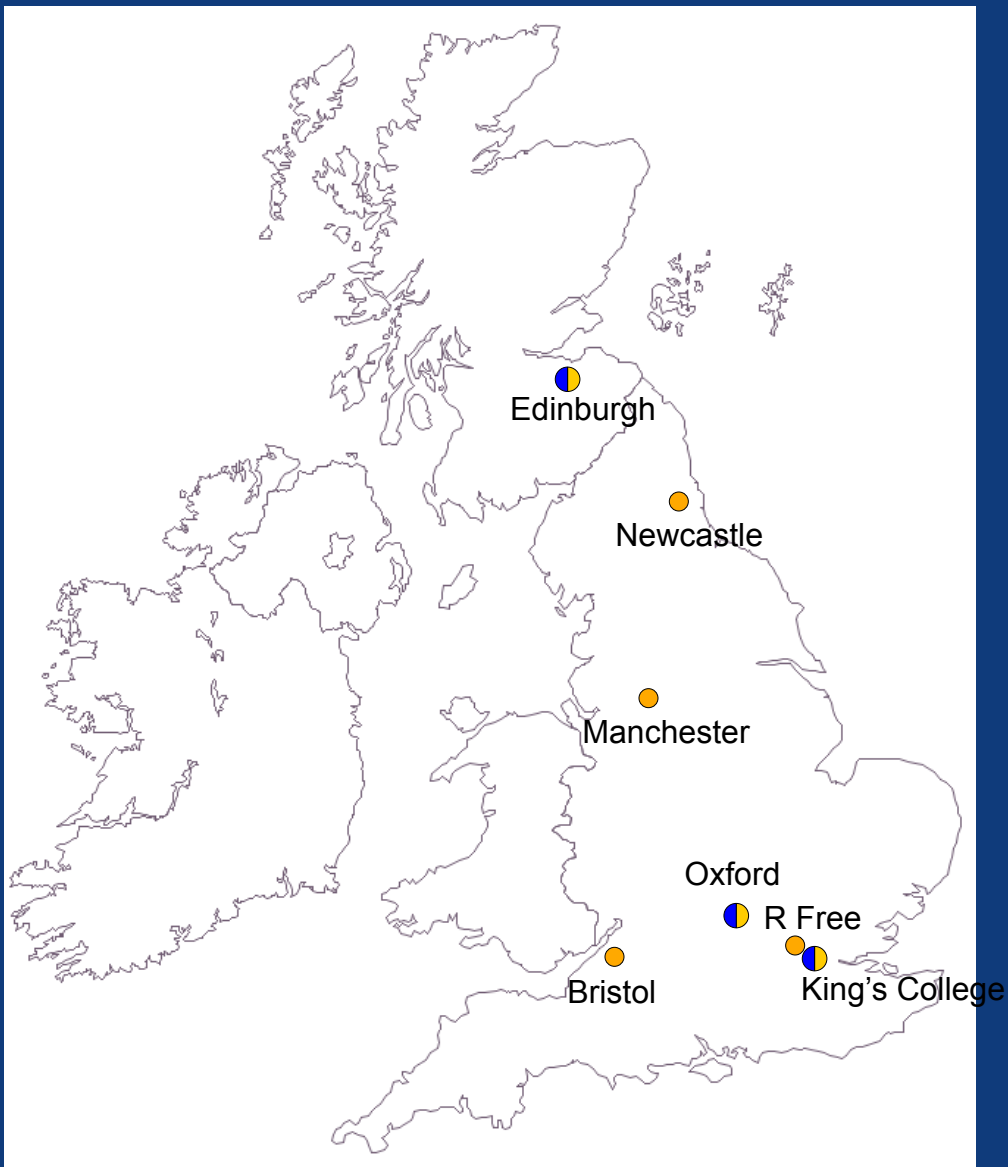 Edinburgh
Newcastle
Manchester
Oxford
R Free
King's College
Bristol